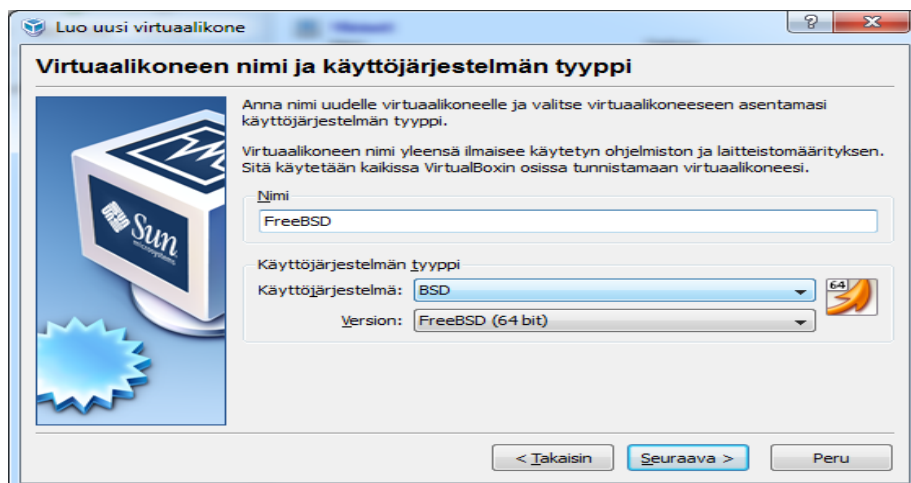 Luo uusi virtuaalikone
Virtuaalikoneen nimi ja käyttöjärjestelmän tyyppi
Anna nimi uudelle virtuaalikoneelle ja valitse virtuaalikoneeseen asentamasi
käyttöjärjestelmän tyyppi.
Virtuaalikoneen nimi yleensä ilmaisee käytetyn ohjelmiston ja laitteistomäärityksen.
Sitä käytetään kaikissa VirtualBoxin osissa tunnistamaan virtuaalikoneesi.
Sun
microsystems
Nimi
FreeBSD
Käyttöjärjestelmän tyyppi
Käyttöjärjestelmä: BSD
64
Version: FreeBSD (64 bit)
< Takaisin Seuraava > Peru